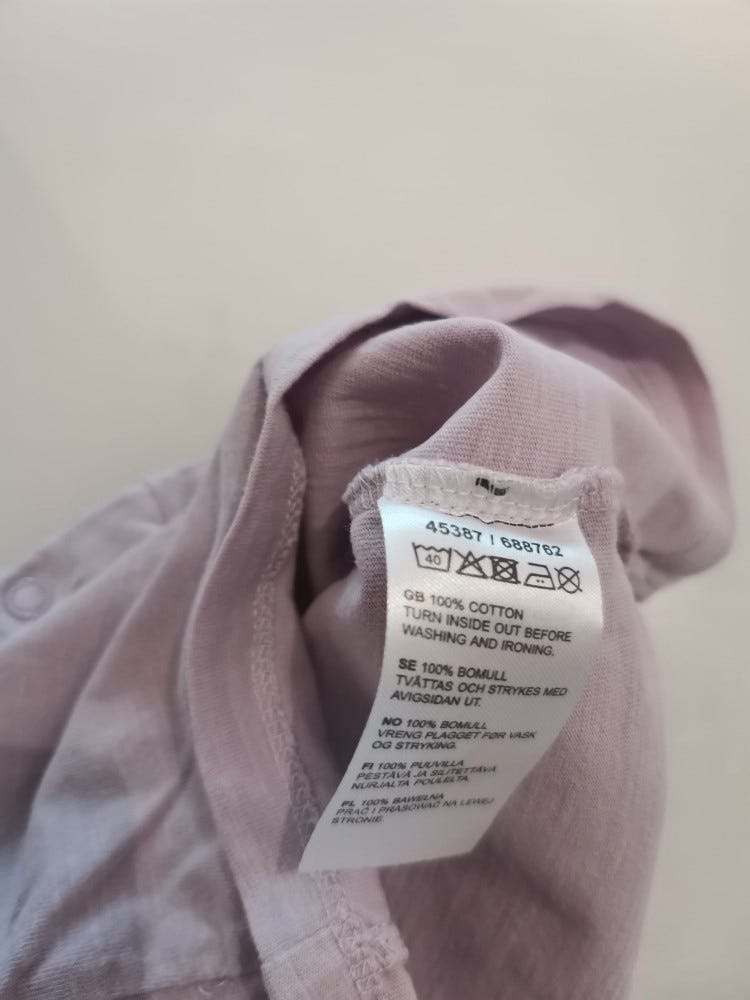 45387 / 688762
40
GB 100% COTTON
TURN INSIDE OUT BEFORE
WASHING AND IRONING.
SE 100% BOMULL
TVÄTTAS OCH STRYKES MED
AVIGSIDAN UT.
NO 100% BOMULL
VRENG PLAGGET FØR VASK
OG STRYKING.
FI 100% PUUVILLA
PESTÄVÄ JA SILITETTÄVÄ
NURJALTA PUOLELTA.
PL 100% BAWEŁNA
PRAĆ I PRASOWAĆ NA LEWEJ
STRONIE.